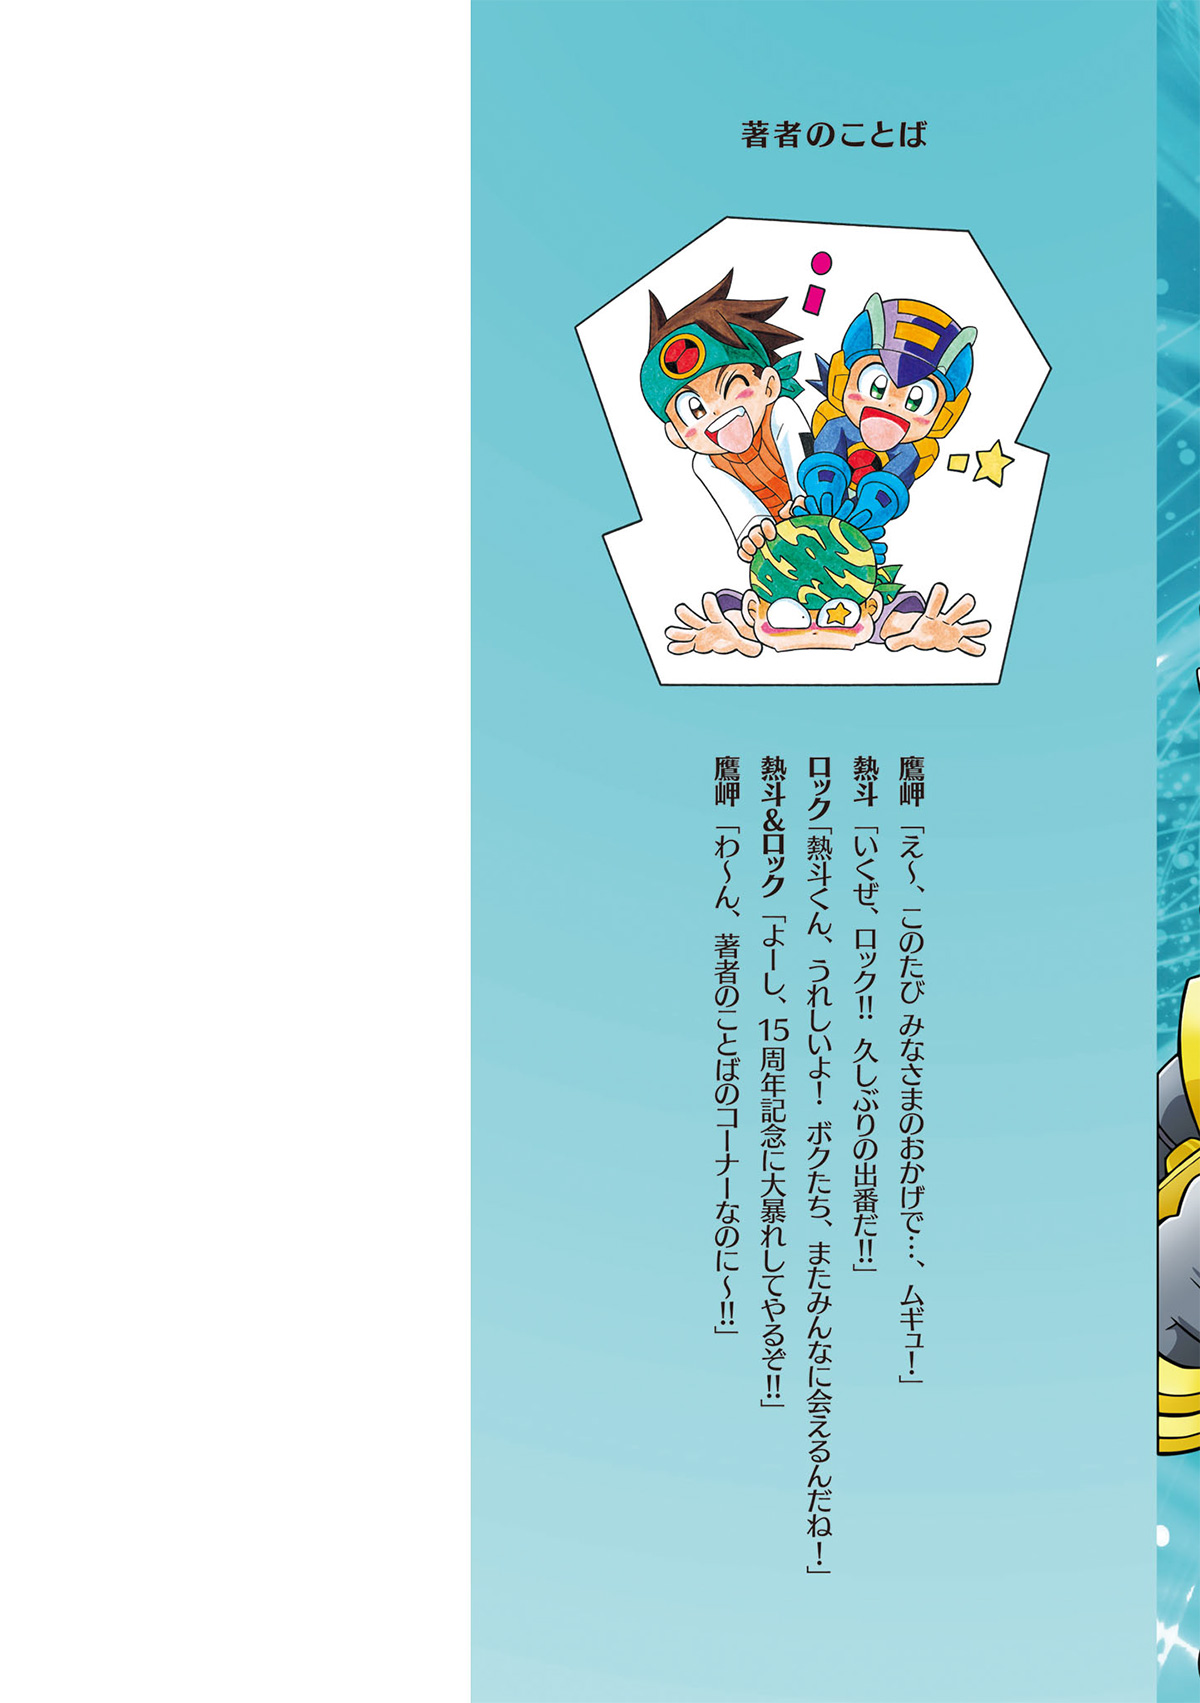 著者のことば
鷹岬「え〜、このたび みなさまのおかげで…、ムギュ！」
熱斗「いくぜ、ロック!! 久しぶりの出番だ!!」
ロック「熱斗くん、うれしいよ！ ボクたち、またみんなに会えるんだね！」
熱斗&ロック「よーし、15周年記念に大暴れしてやるぞ!!」
鷹岬「わ〜ん、著者のことばのコーナーなのに〜!!」